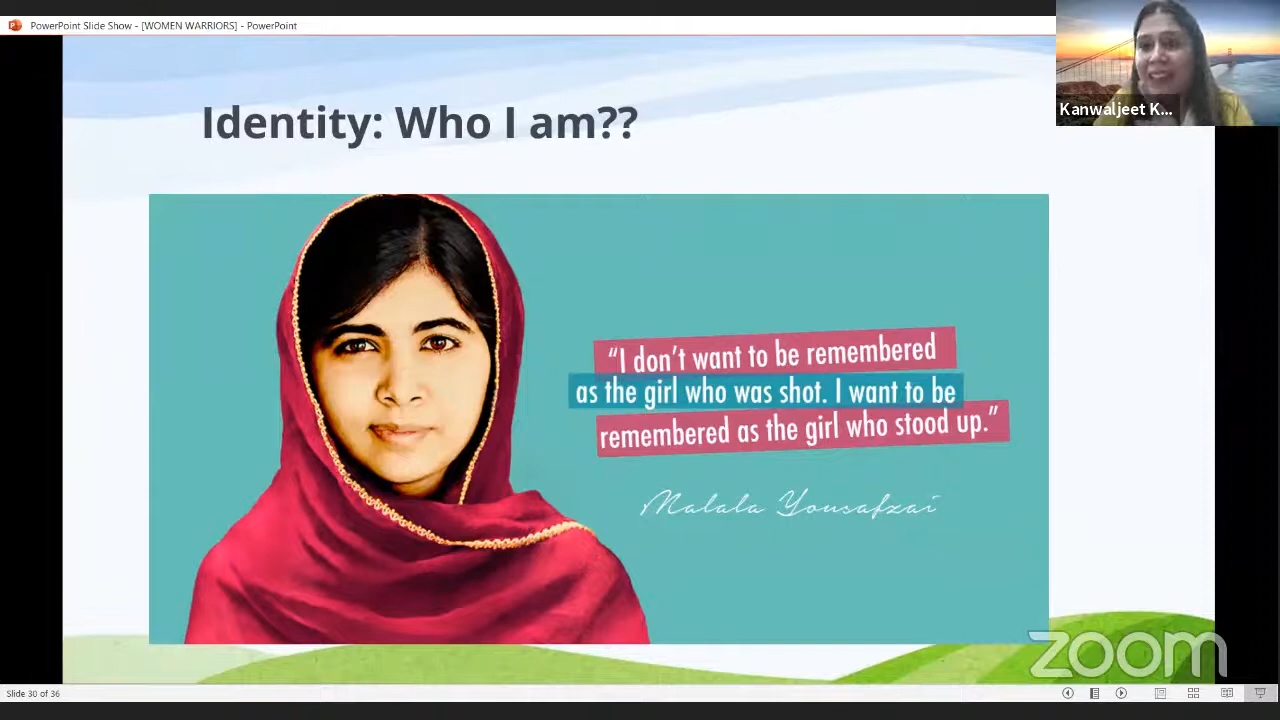 PowerPoint Slide Show - [WOMEN WARRIORS] - PowerPoint
Kanwaljeet K...
Identity: Who I am??
“I don’t want to be remembered
as the girl who was shot. I want to be
remembered as the girl who stood up.”
Malala Yousafzai
zoom
Slide 30 of 36